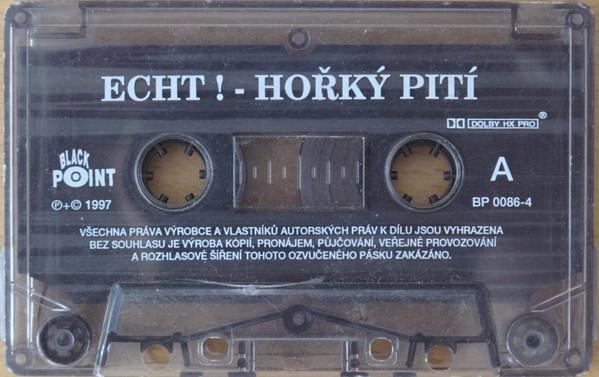 ECHT ! - HOŘKÝ PITÍ
DOLBY HX PRO ®
BLACK
POINT
A
℗+© 1997
BP 0086-4
VŠECHNA PRÁVA VÝROBCE A VLASTNÍKŮ AUTORSKÝCH PRÁV K DÍLU JSOU VYHRAZENA
BEZ SOUHLASU JE VÝROBA KÓPIÍ, PRONÁJEM, PŮJČOVÁNÍ, VEŘEJNÉ PROVOZOVÁNÍ
A ROZHLASOVÉ ŠÍŘENÍ TOHOTO OZVUČENÉHO PÁSKU ZAKÁZÁNO.